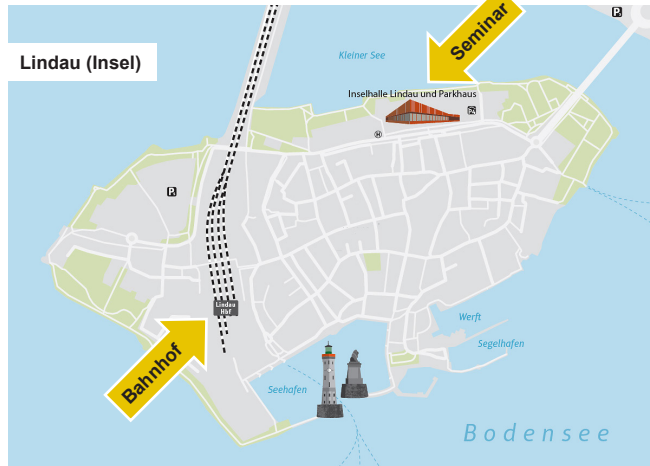 Lindau (Insel)
Kleiner See
Seminar
P
Inselhalle Lindau und Parkhaus
H
P
Lindau
Hbf
Bahnhof
Werft
Segelhafen
Seehafen
Bodensee